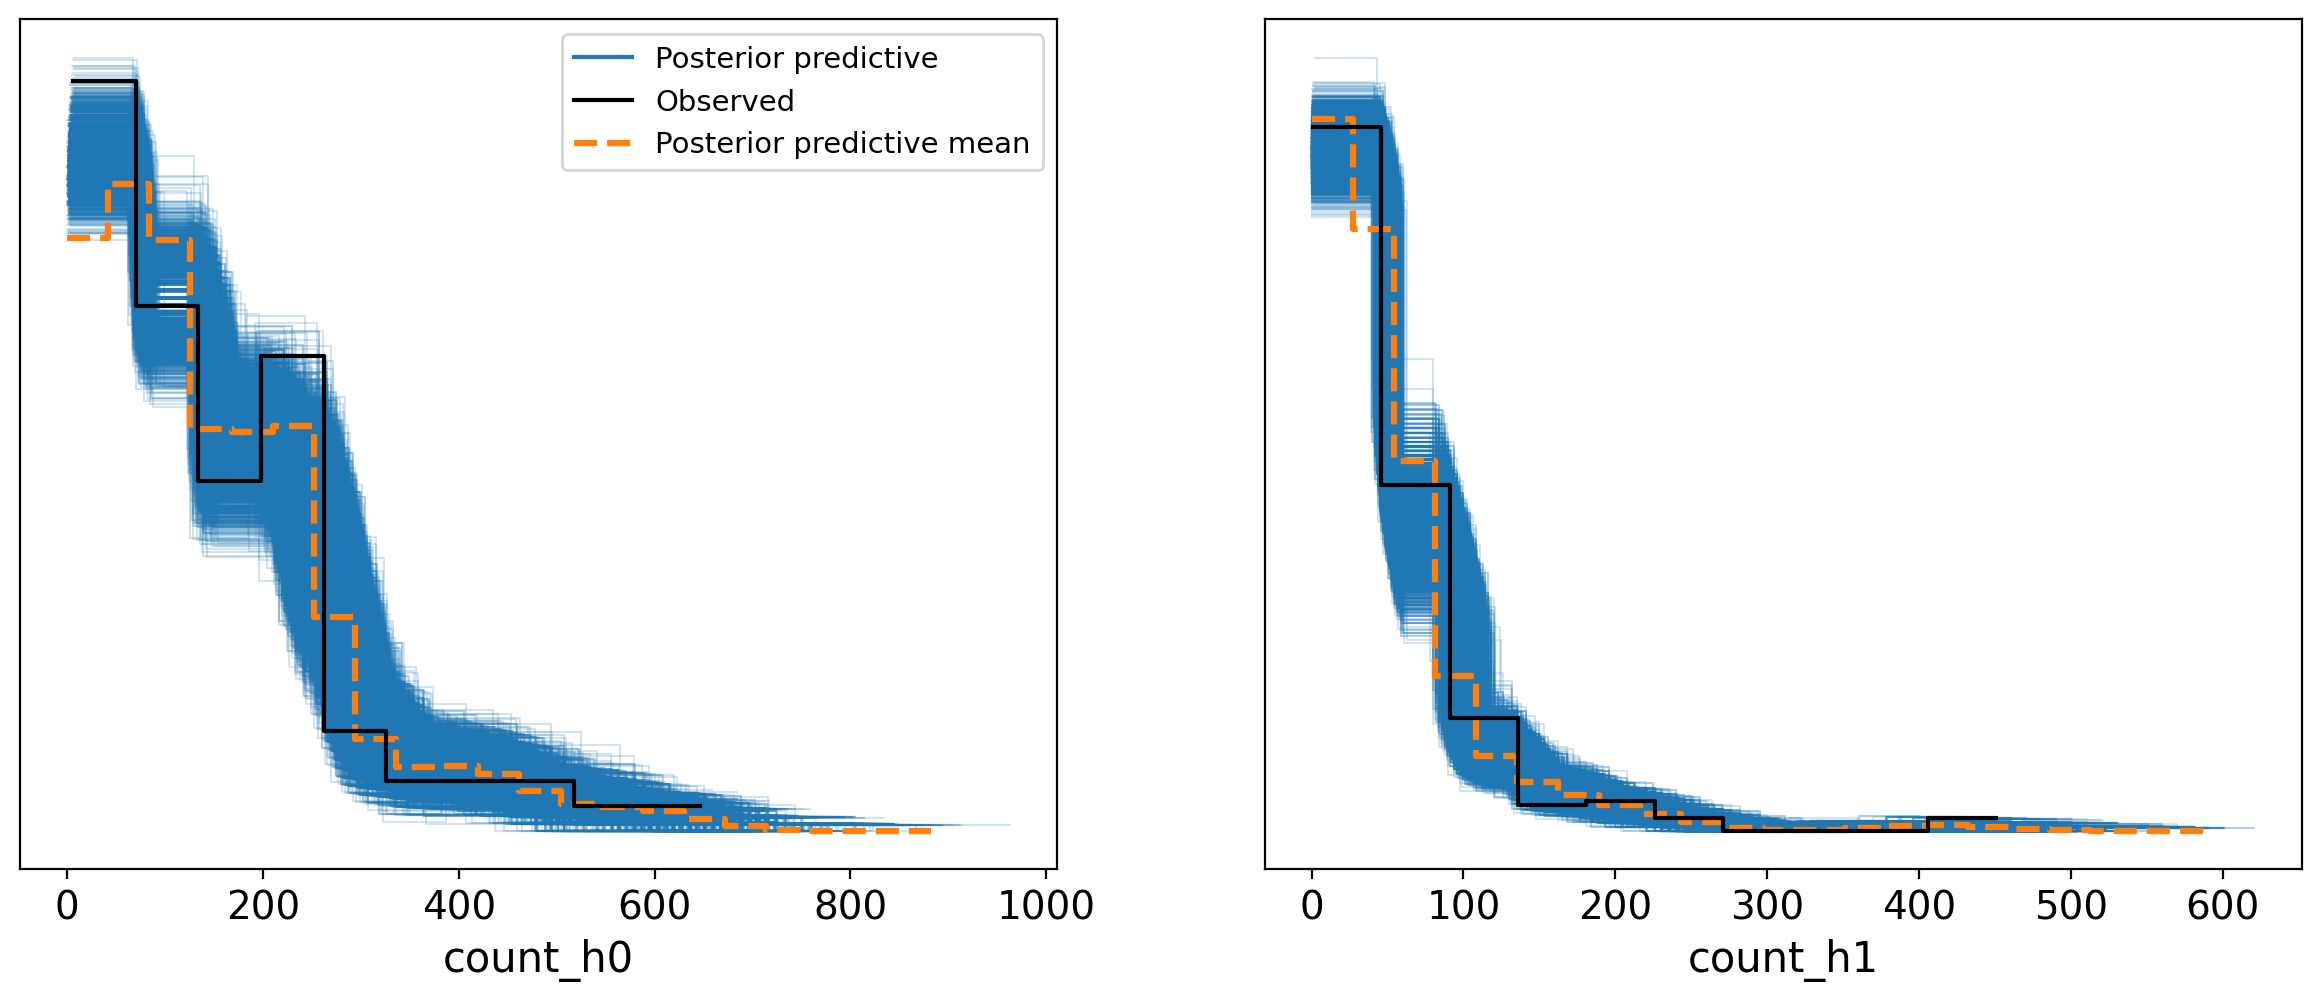 Posterior predictive
Observed
Posterior predictive mean
0 200 400 600 800 1000
count_h0
0 100 200 300 400 500 600
count_h1